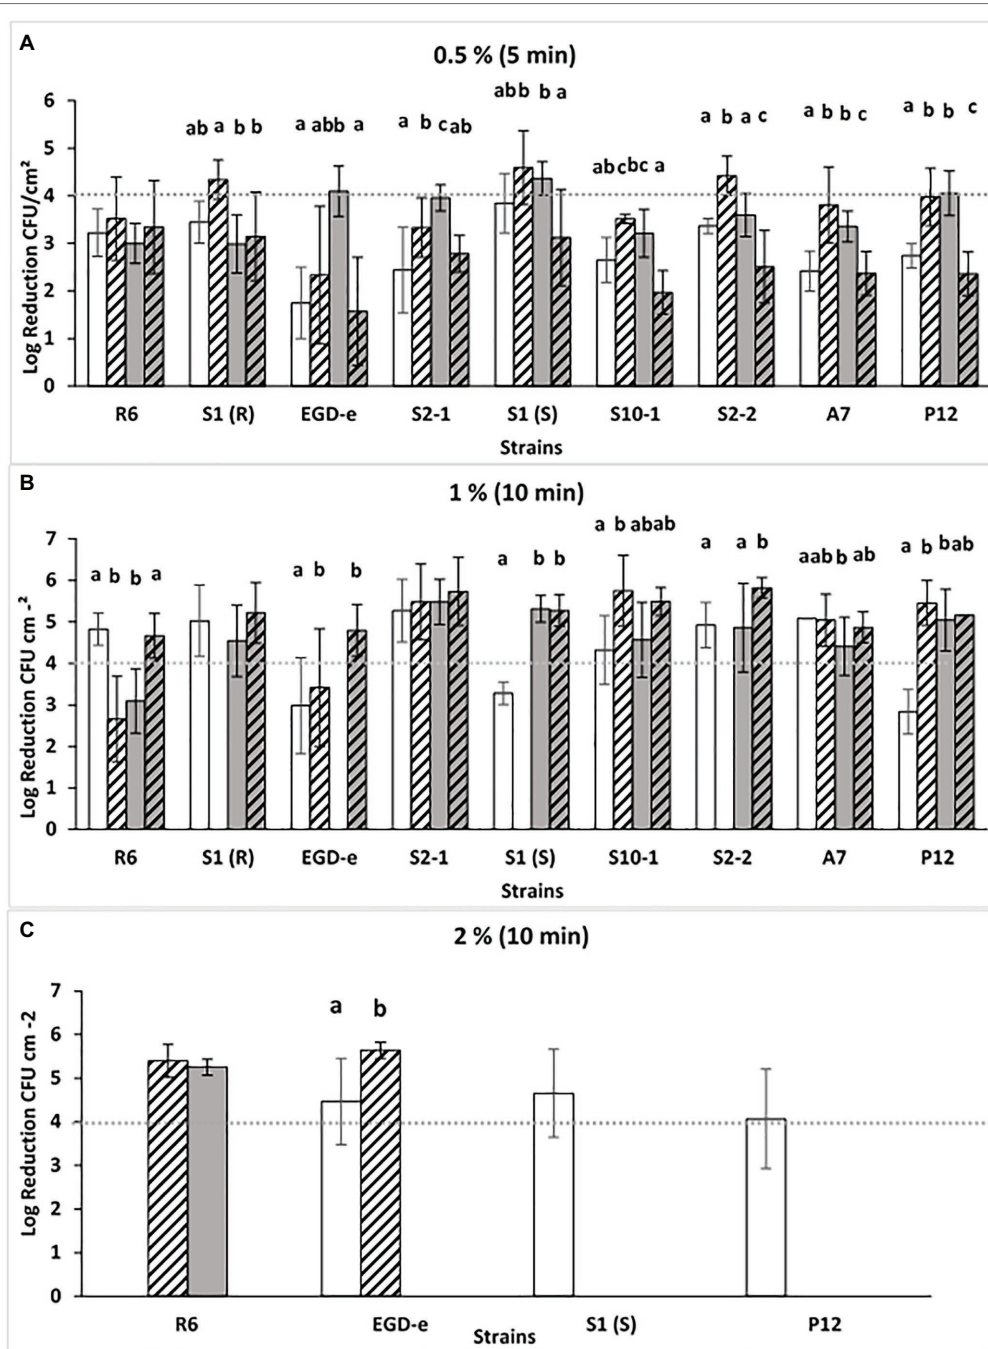 A
0.5 % (5 min)
Log Reduction CFU/cm²
6
5
4
3
2
1
0
ab a b b
a abb a
a b c ab
abb b a
abcbc a
a b a c
a b b c
a b b c
R6 S1 (R) EGD-e S2-1 S1 (S) S10-1 S2-2 A7 P12
Strains
B
1 % (10 min)
Log Reduction CFU cm -²
7
6
5
4
3
2
1
0
a b b a
a b b
a b b
a b abab
a a b
aab b ab
a b bab
R6 S1 (R) EGD-e S2-1 S1 (S) S10-1 S2-2 A7 P12
Strains
C
2 % (10 min)
Log Reduction CFU cm -2
7
6
5
4
3
2
1
0
a b
R6 EGD-e S1 (S) P12
Strains